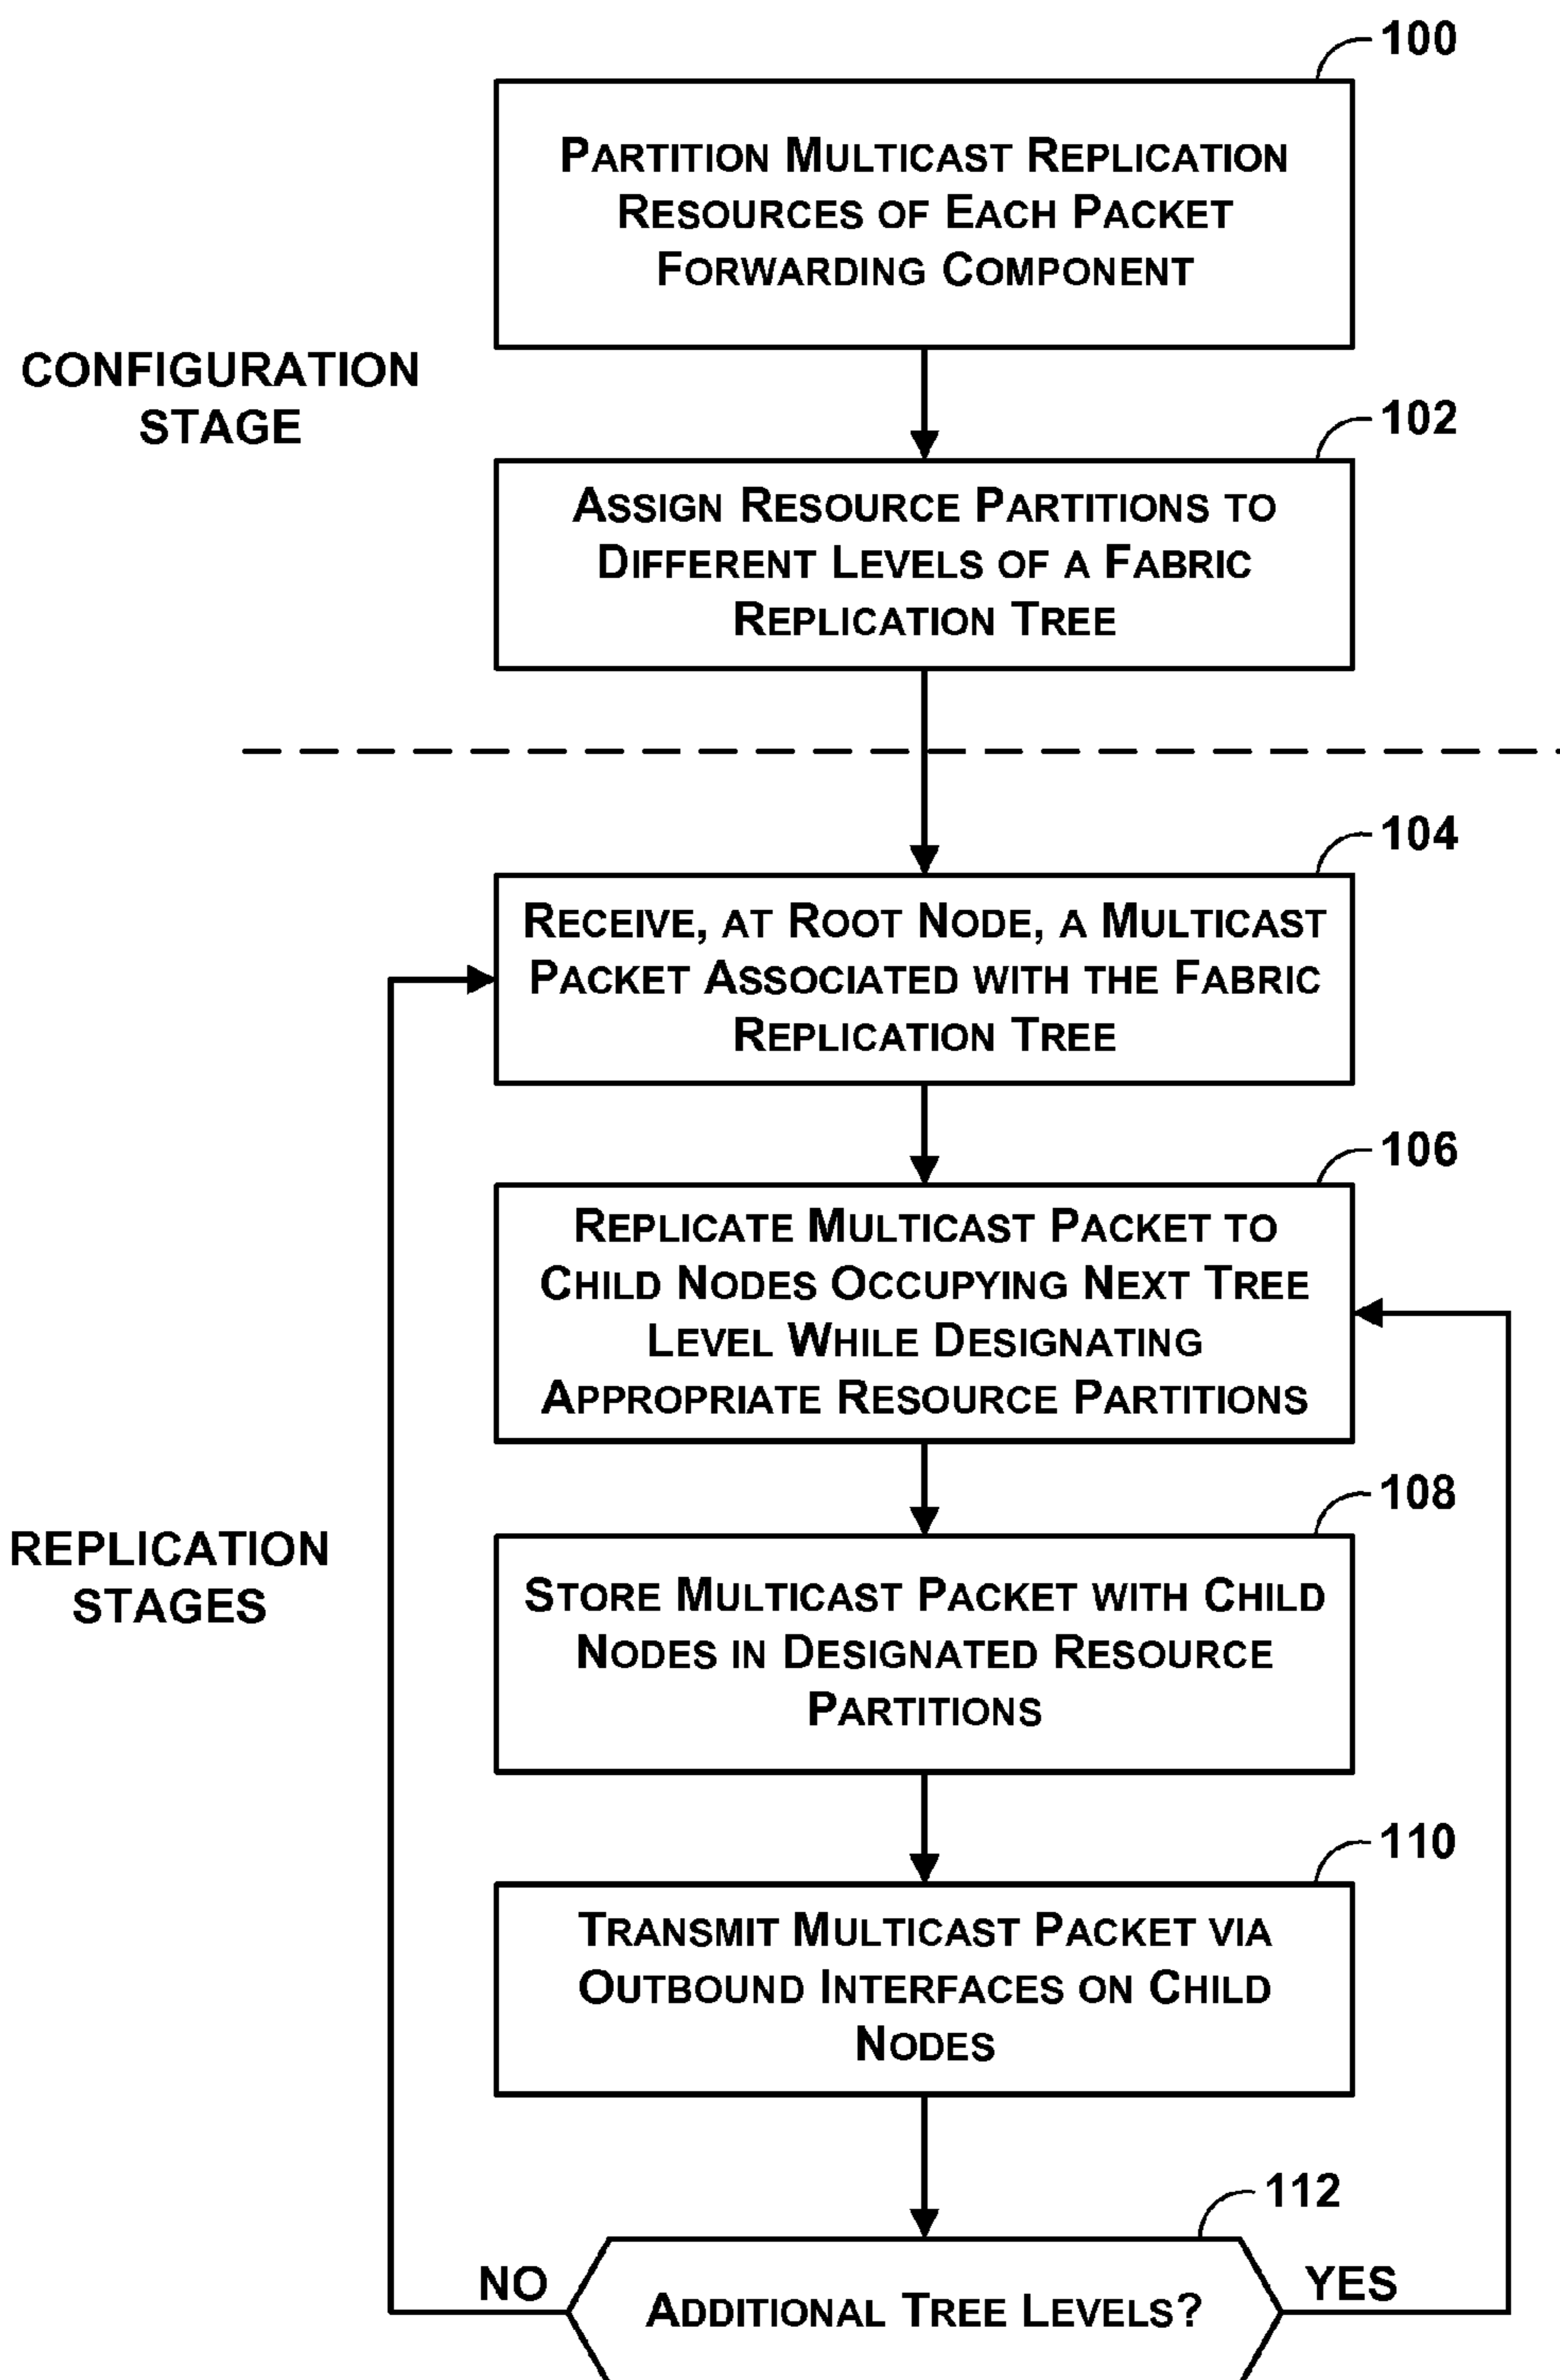 100
PARTITION MULTICAST REPLICATION
RESOURCES OF EACH PACKET
FORWARDING COMPONENT
CONFIGURATION
STAGE
102
ASSIGN RESOURCE PARTITIONS TO
DIFFERENT LEVELS OF A FABRIC
REPLICATION TREE
104
RECEIVE, AT ROOT NODE, A MULTICAST
PACKET ASSOCIATED WITH THE FABRIC
REPLICATION TREE
106
REPLICATE MULTICAST PACKET TO
CHILD NODES OCCUPYING NEXT TREE
LEVEL WHILE DESIGNATING
APPROPRIATE RESOURCE PARTITIONS
REPLICATION
STAGES
108
STORE MULTICAST PACKET WITH CHILD
NODES IN DESIGNATED RESOURCE
PARTITIONS
110
TRANSMIT MULTICAST PACKET VIA
OUTBOUND INTERFACES ON CHILD
NODES
112
NO
ADDITIONAL TREE LEVELS?
YES